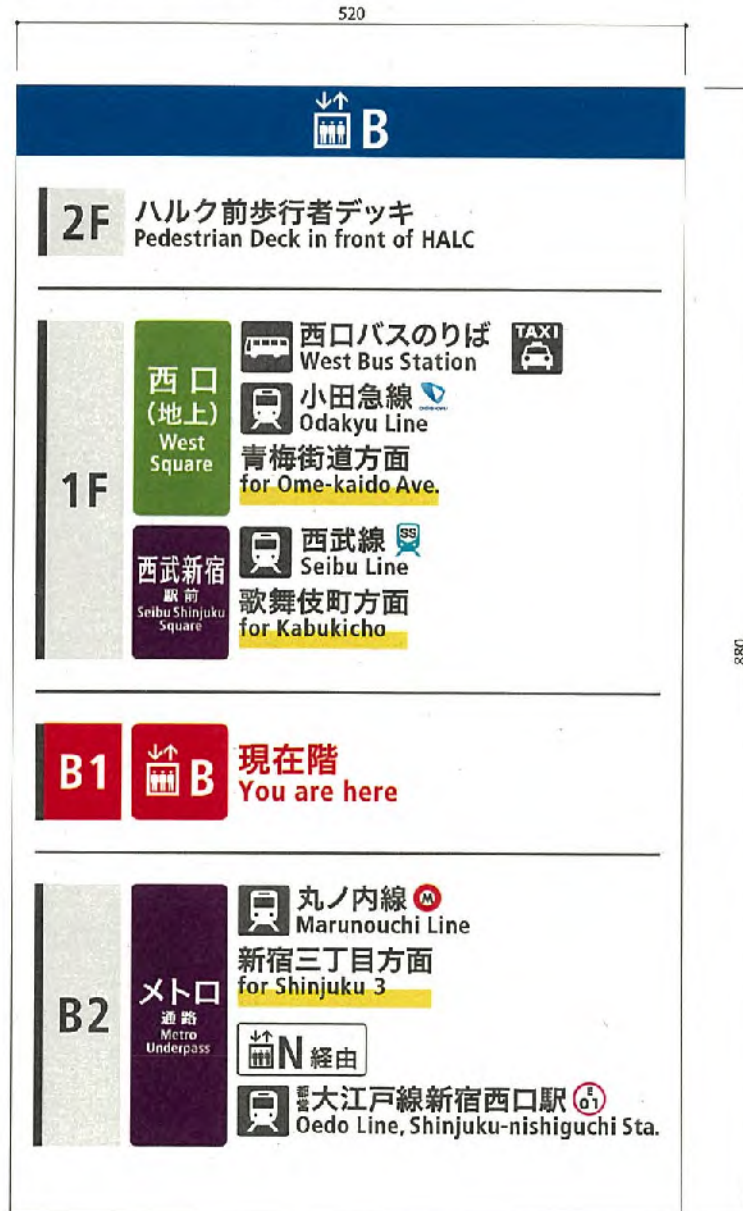 520
B
2F
ハルク前歩行者デッキ
Pedestrian Deck in front of HALC
1F
西口
(地上)
West
Square
西口バスのりば
West Bus Station
TAXI
小田急線
Odakyu Line
青梅街道方面
for Ome-kaido Ave.
西武新宿
駅前
Seibu Shinjuku
Square
西武線 SS
Seibu Line
歌舞伎町方面
for Kabukicho
880
B1
B
現在階
You are here
B2
メトロ
通路
Metro
Underpass
丸ノ内線 M
Marunouchi Line
新宿三丁目方面
for Shinjuku 3
N 経由
都営大江戸線新宿西口駅 E 01
Oedo Line, Shinjuku-nishiguchi Sta.